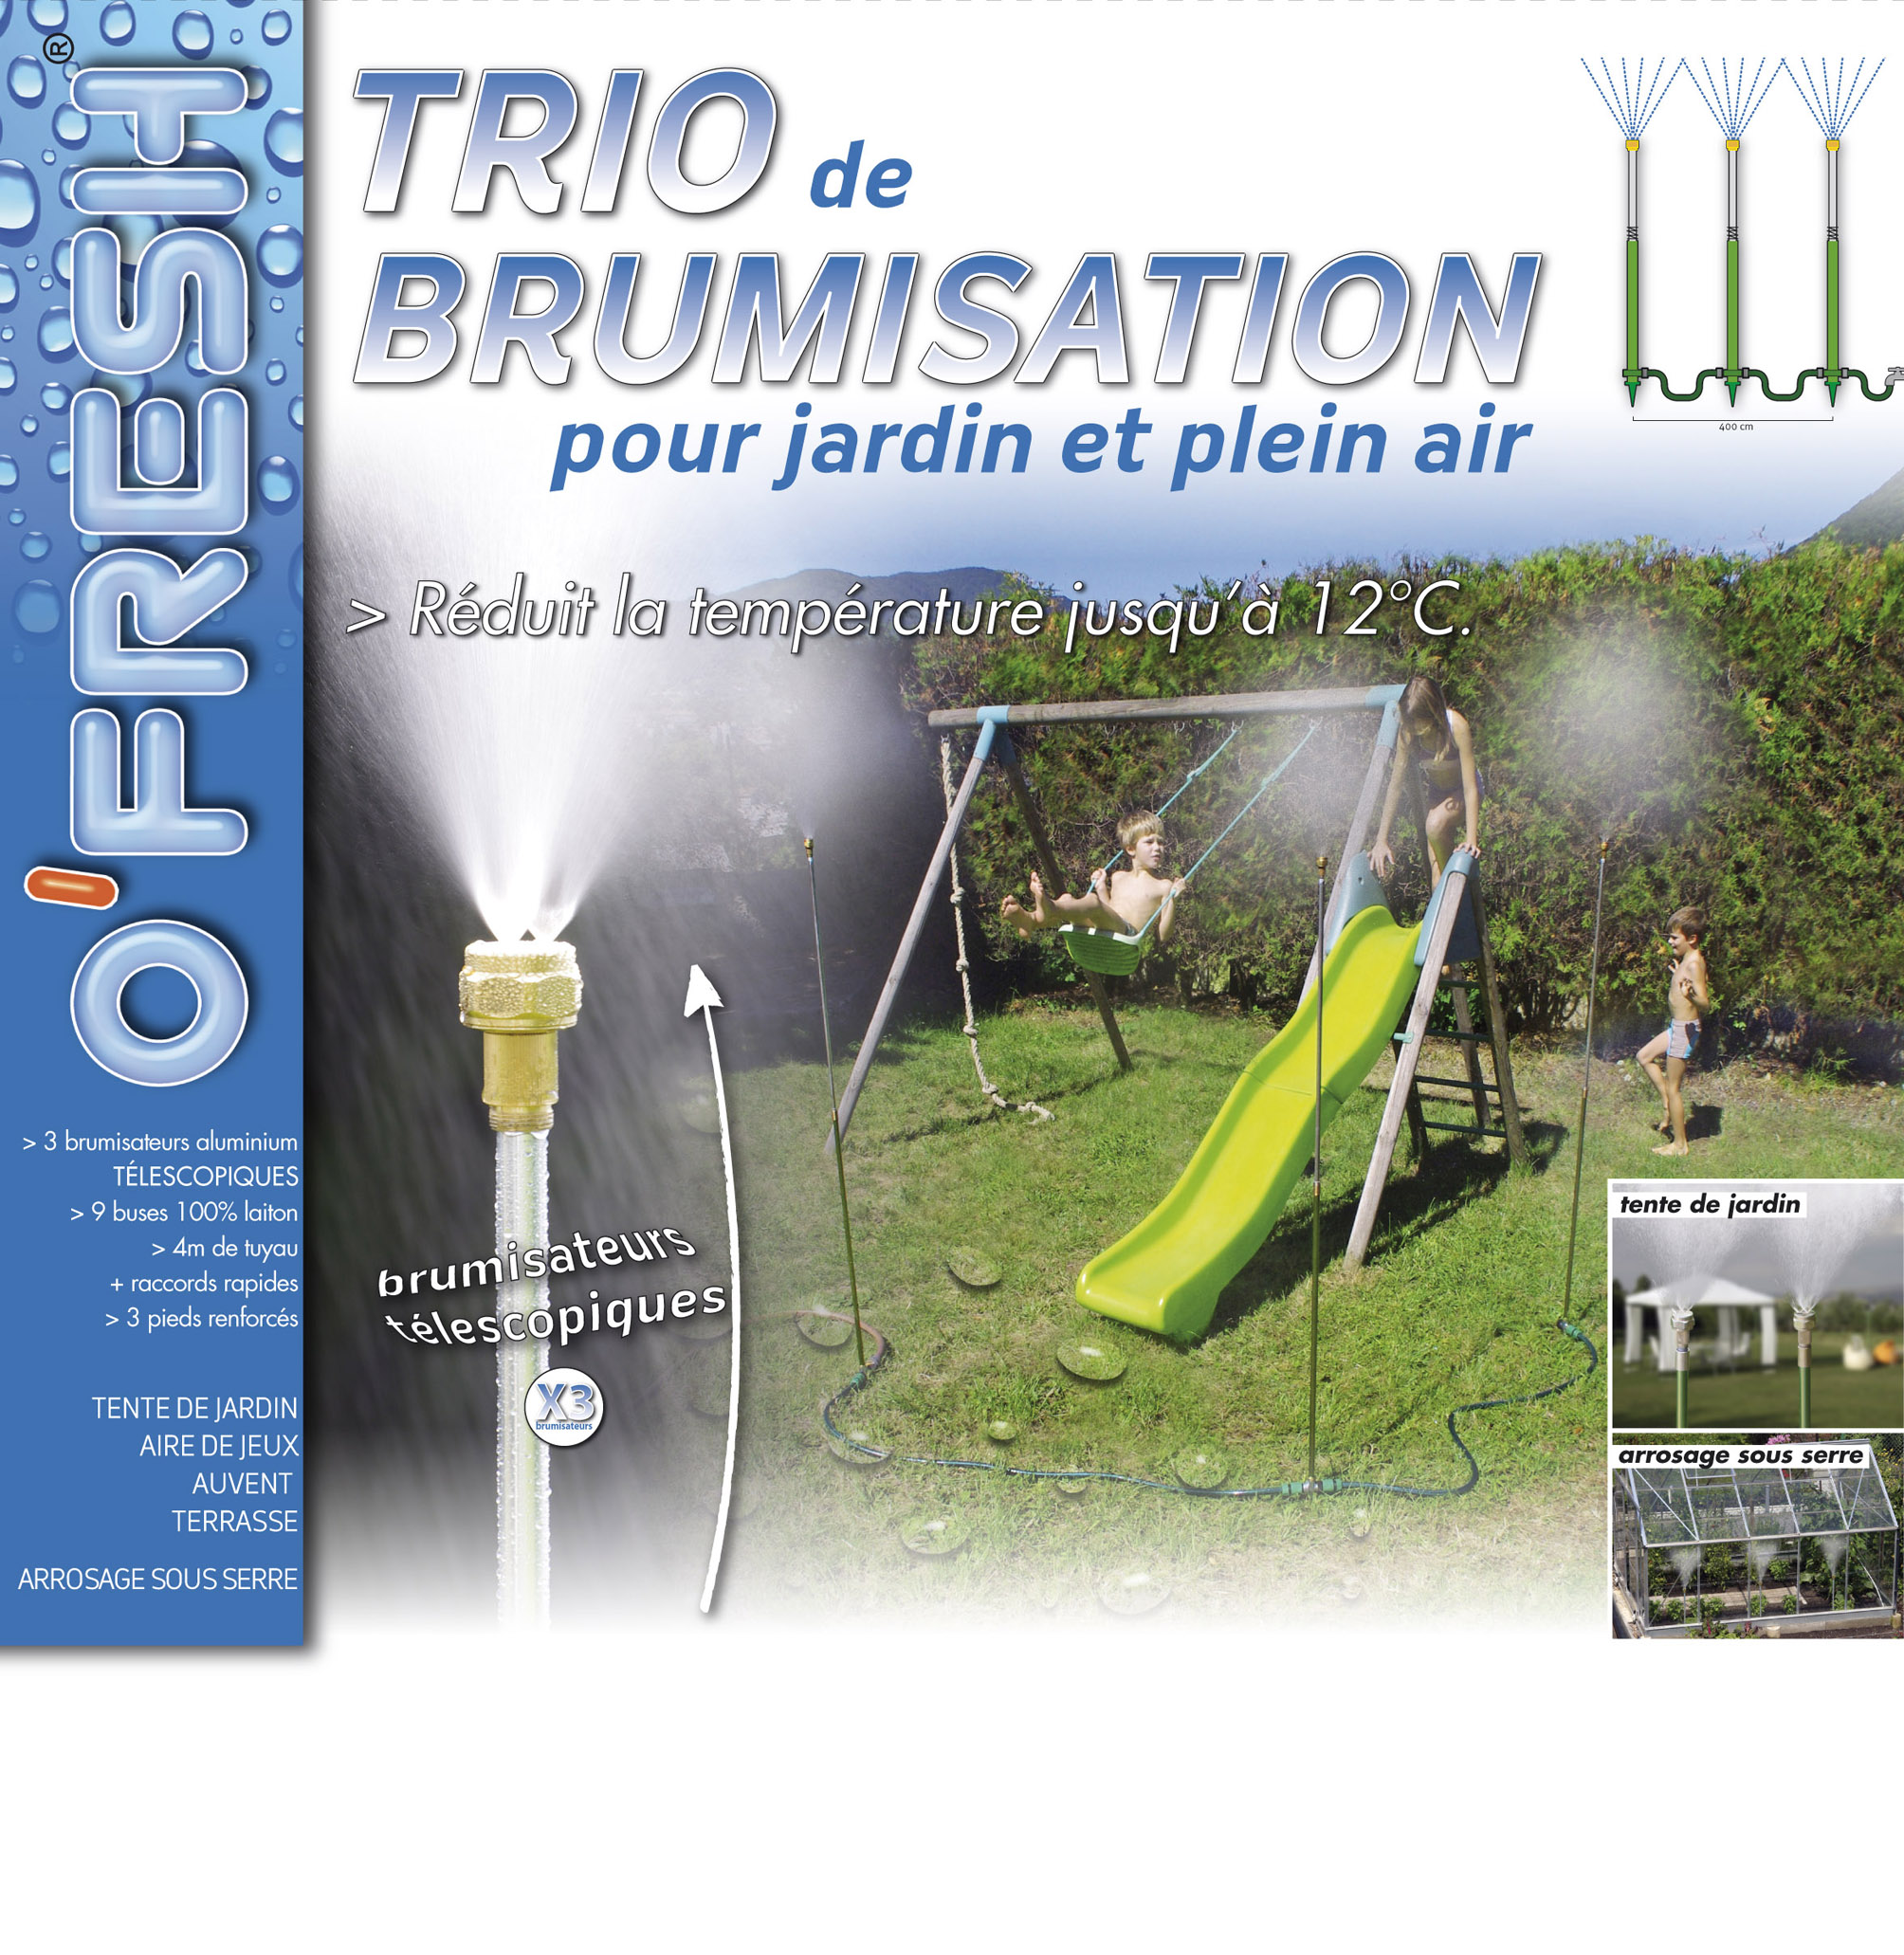 O'FRESH®
> 3 brumisateurs aluminium
TÉLESCOPIQUES
> 9 buses 100% laiton
> 4m de tuyau
+ raccords rapides
> 3 pieds renforcés
TENTE DE JARDIN
AIRE DE JEUX
AUVENT
TERRASSE
ARROSAGE SOUS SERRE
TRIO de
BRUMISATION
pour jardin et plein air
400 cm
> Réduit la température jusqu'à 12°C.
brumisateurs
télescopiques
X3
brumisateurs
tente de jardin
arrosage sous serre